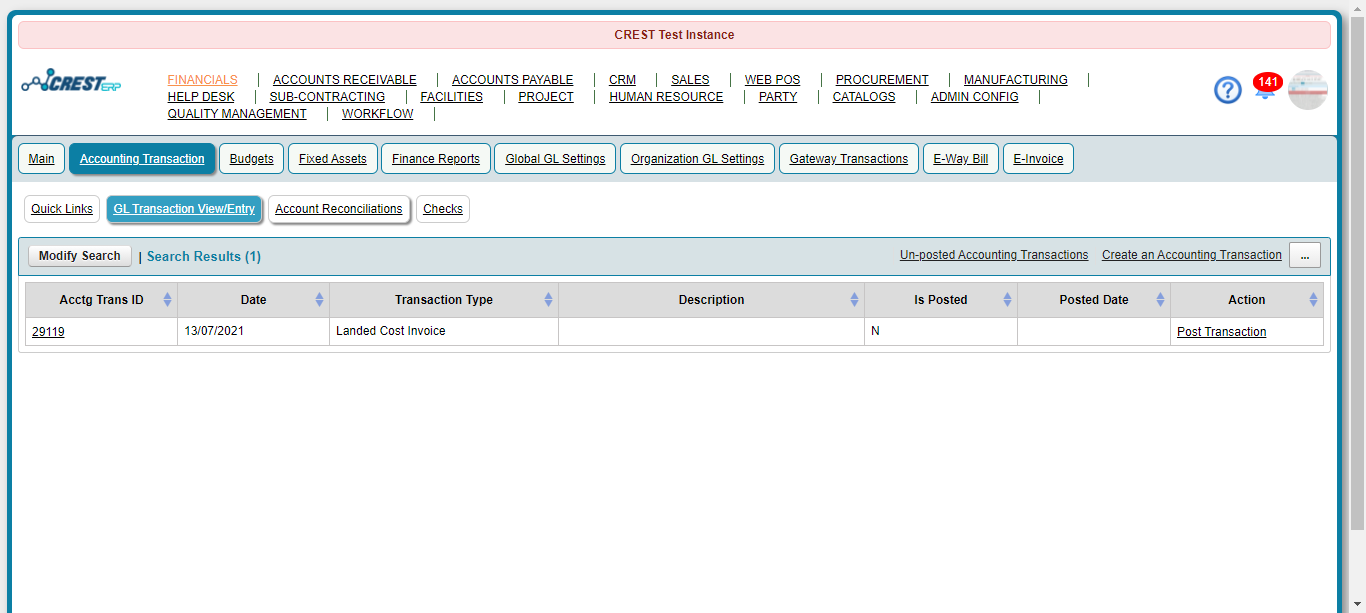 CREST Test Instance
CREST ERP
FINANCIALS | ACCOUNTS RECEIVABLE | ACCOUNTS PAYABLE | CRM | SALES | WEB POS | PROCUREMENT | MANUFACTURING |
HELP DESK | SUB-CONTRACTING | FACILITIES | PROJECT | HUMAN RESOURCE | PARTY | CATALOGS | ADMIN CONFIG |
QUALITY MANAGEMENT | WORKFLOW |
? 141
Main Accounting Transaction Budgets Fixed Assets Finance Reports Global GL Settings Organization GL Settings Gateway Transactions E-Way Bill E-Invoice
Quick Links GL Transaction View/Entry Account Reconciliations Checks
Modify Search | Search Results (1) Un-posted Accounting Transactions Create an Accounting Transaction ...
Acctg Trans ID Date Transaction Type Description Is Posted Posted Date Action
29119 13/07/2021 Landed Cost Invoice N Post Transaction